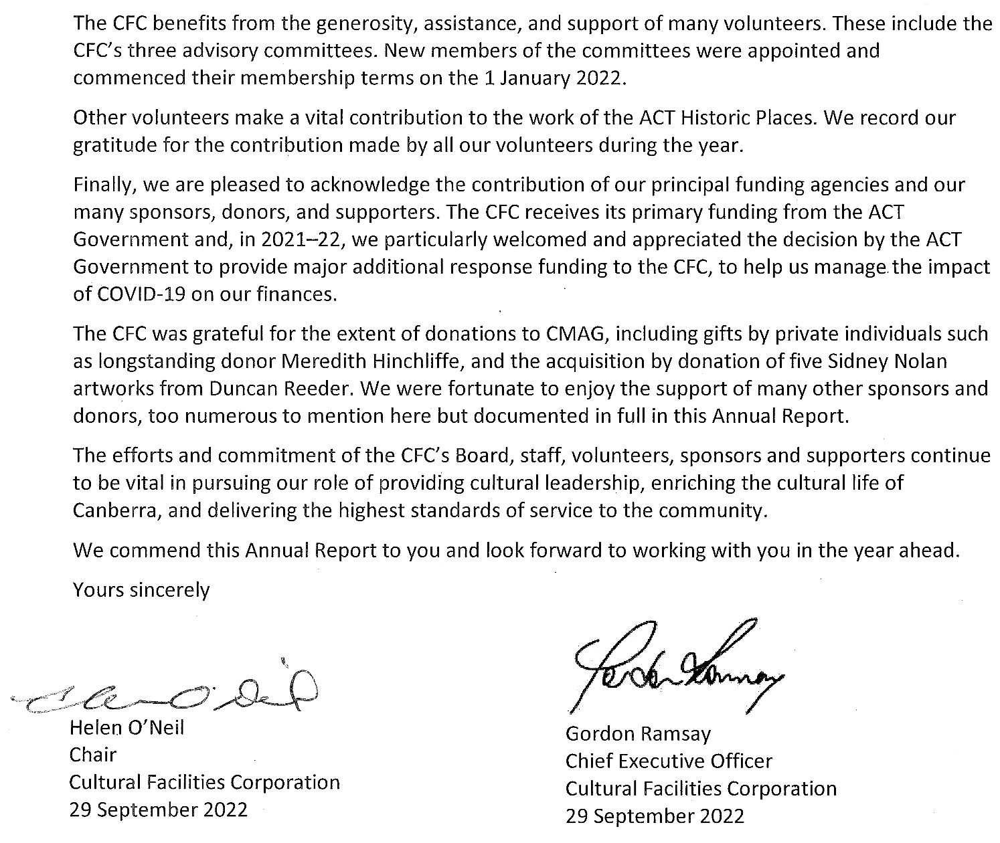 The CFC benefits from the generosity, assistance, and support of many volunteers. These include the
CFC's three advisory committees. New members of the committees were appointed and
commenced their membership terms on the 1 January 2022.
Other volunteers make a vital contribution to the work of the ACT Historic Places. We record our
gratitude for the contribution made by all our volunteers during the year.
Finally, we are pleased to acknowledge the contribution of our principal funding agencies and our
many sponsors, donors, and supporters. The CFC receives its primary funding from the ACT
Government and, in 2021–22, we particularly welcomed and appreciated the decision by the ACT
Government to provide major additional response funding to the CFC, to help us manage the impact
of COVID-19 on our finances.
The CFC was grateful for the extent of donations to CMAG, including gifts by private individuals such
as longstanding donor Meredith Hinchliffe, and the acquisition by donation of five Sidney Nolan
artworks from Duncan Reeder. We were fortunate to enjoy the support of many other sponsors and
donors, too numerous to mention here but documented in full in this Annual Report.
The efforts and commitment of the CFC's Board, staff, volunteers, sponsors and supporters continue
to be vital in pursuing our role of providing cultural leadership, enriching the cultural life of
Canberra, and delivering the highest standards of service to the community.
We commend this Annual Report to you and look forward to working with you in the year ahead.
Yours sincerely
Gordon Ramsay
Helen O'Neil
Chair
Cultural Facilities Corporation
29 September 2022
Gordon Ramsay
Chief Executive Officer
Cultural Facilities Corporation
29 September 2022